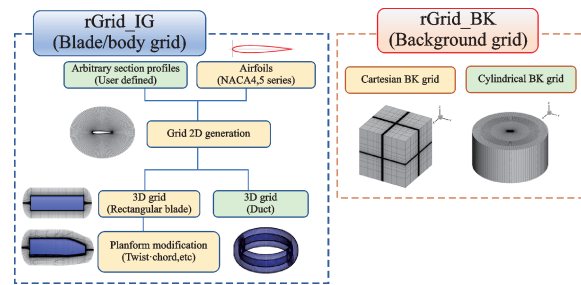 rGrid_IG
(Blade/body grid)
Arbitrary section profiles
(User defined)
Airfoils
(NACA4,5 series)
Grid 2D generation
3D grid
(Rectangular blade)
3D grid
(Duct)
Planform modification
(Twist·chord,etc)
rGrid_BK
(Background grid)
Cartesian BK grid
Cylindrical BK grid